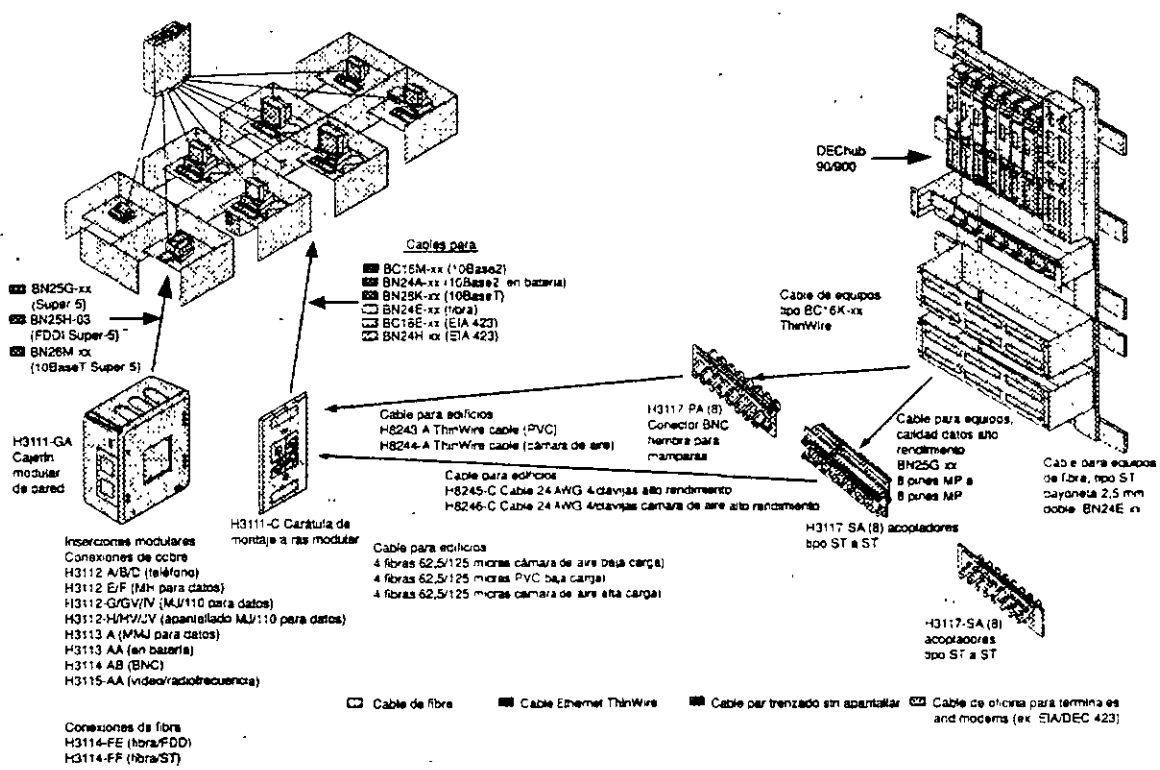 DEChub
90/900
Cables para
BC16M-xx (10Base2)
BN24A-xx (10Base2 en batería)
BN25K-xx (10BaseT)
BN24E-xx (fibra)
BC16E-xx (EIA 423)
BN24H xx (EIA 423)
BN25G-xx
(Super 5)
BN25H-03
(FDDI Super-5)
BN26M xx
(10BaseT Super 5)
Cable de equipos
tipo BC16K-xx
ThinWire
H3111-GA
Cajetín
modular
de pared
H3111-C Carátula de
montaje a ras modular
Cable para edificios
H8243 A ThinWire cable (PVC)
H8244-A ThinWire cable (cámara de aire)
H3117 PA (8)
Conector BNC
hembra para
mamparas
Cable para edificios
H8245-C Cable 24 AWG 4 clavijas alto rendimiento
H8246-C Cable 24 AWG 4 clavijas cámara de aire alto rendimiento
Cable para equipos,
calidad datos alto
rendimiento
BN25G xx
8 pines MP a
8 pines MP
Cable para equipos
de fibra, tipo ST
bayoneta 2,5 mm
doble BN24E xx
H3117 SA (8) acopladores
tipo ST a ST
Cable para edificios
4 fibras 62,5/125 micras cámara de aire baja carga)
4 fibras 62,5/125 micras PVC baja carga)
4 fibras 62,5/125 micras cámara de aire alta carga)
H3117-SA (8)
acopladores
tipo ST a ST
Inserciones modulares
Conexiones de cobre
H3112 A/B/C (teléfono)
H3112 E/F (MH para datos)
H3112-G/GV/IV (MJ/110 para datos)
H3112-H/HV/JV (apantallado MJ/110 para datos)
H3113 A (MMJ para datos)
H3113 AA (en batería)
H3114 AB (BNC)
H3115-AA (video/radiofrecuencia)
Conexiones de fibra
H3114-FE (fibra/FDD)
H3114-FF (fibra/ST)
Cable de fibra
Cable Ethernet ThinWire
Cable par trenzado sin apantallar
Cable de oficina para terminales
and modems (ex EIA/DEC 423)